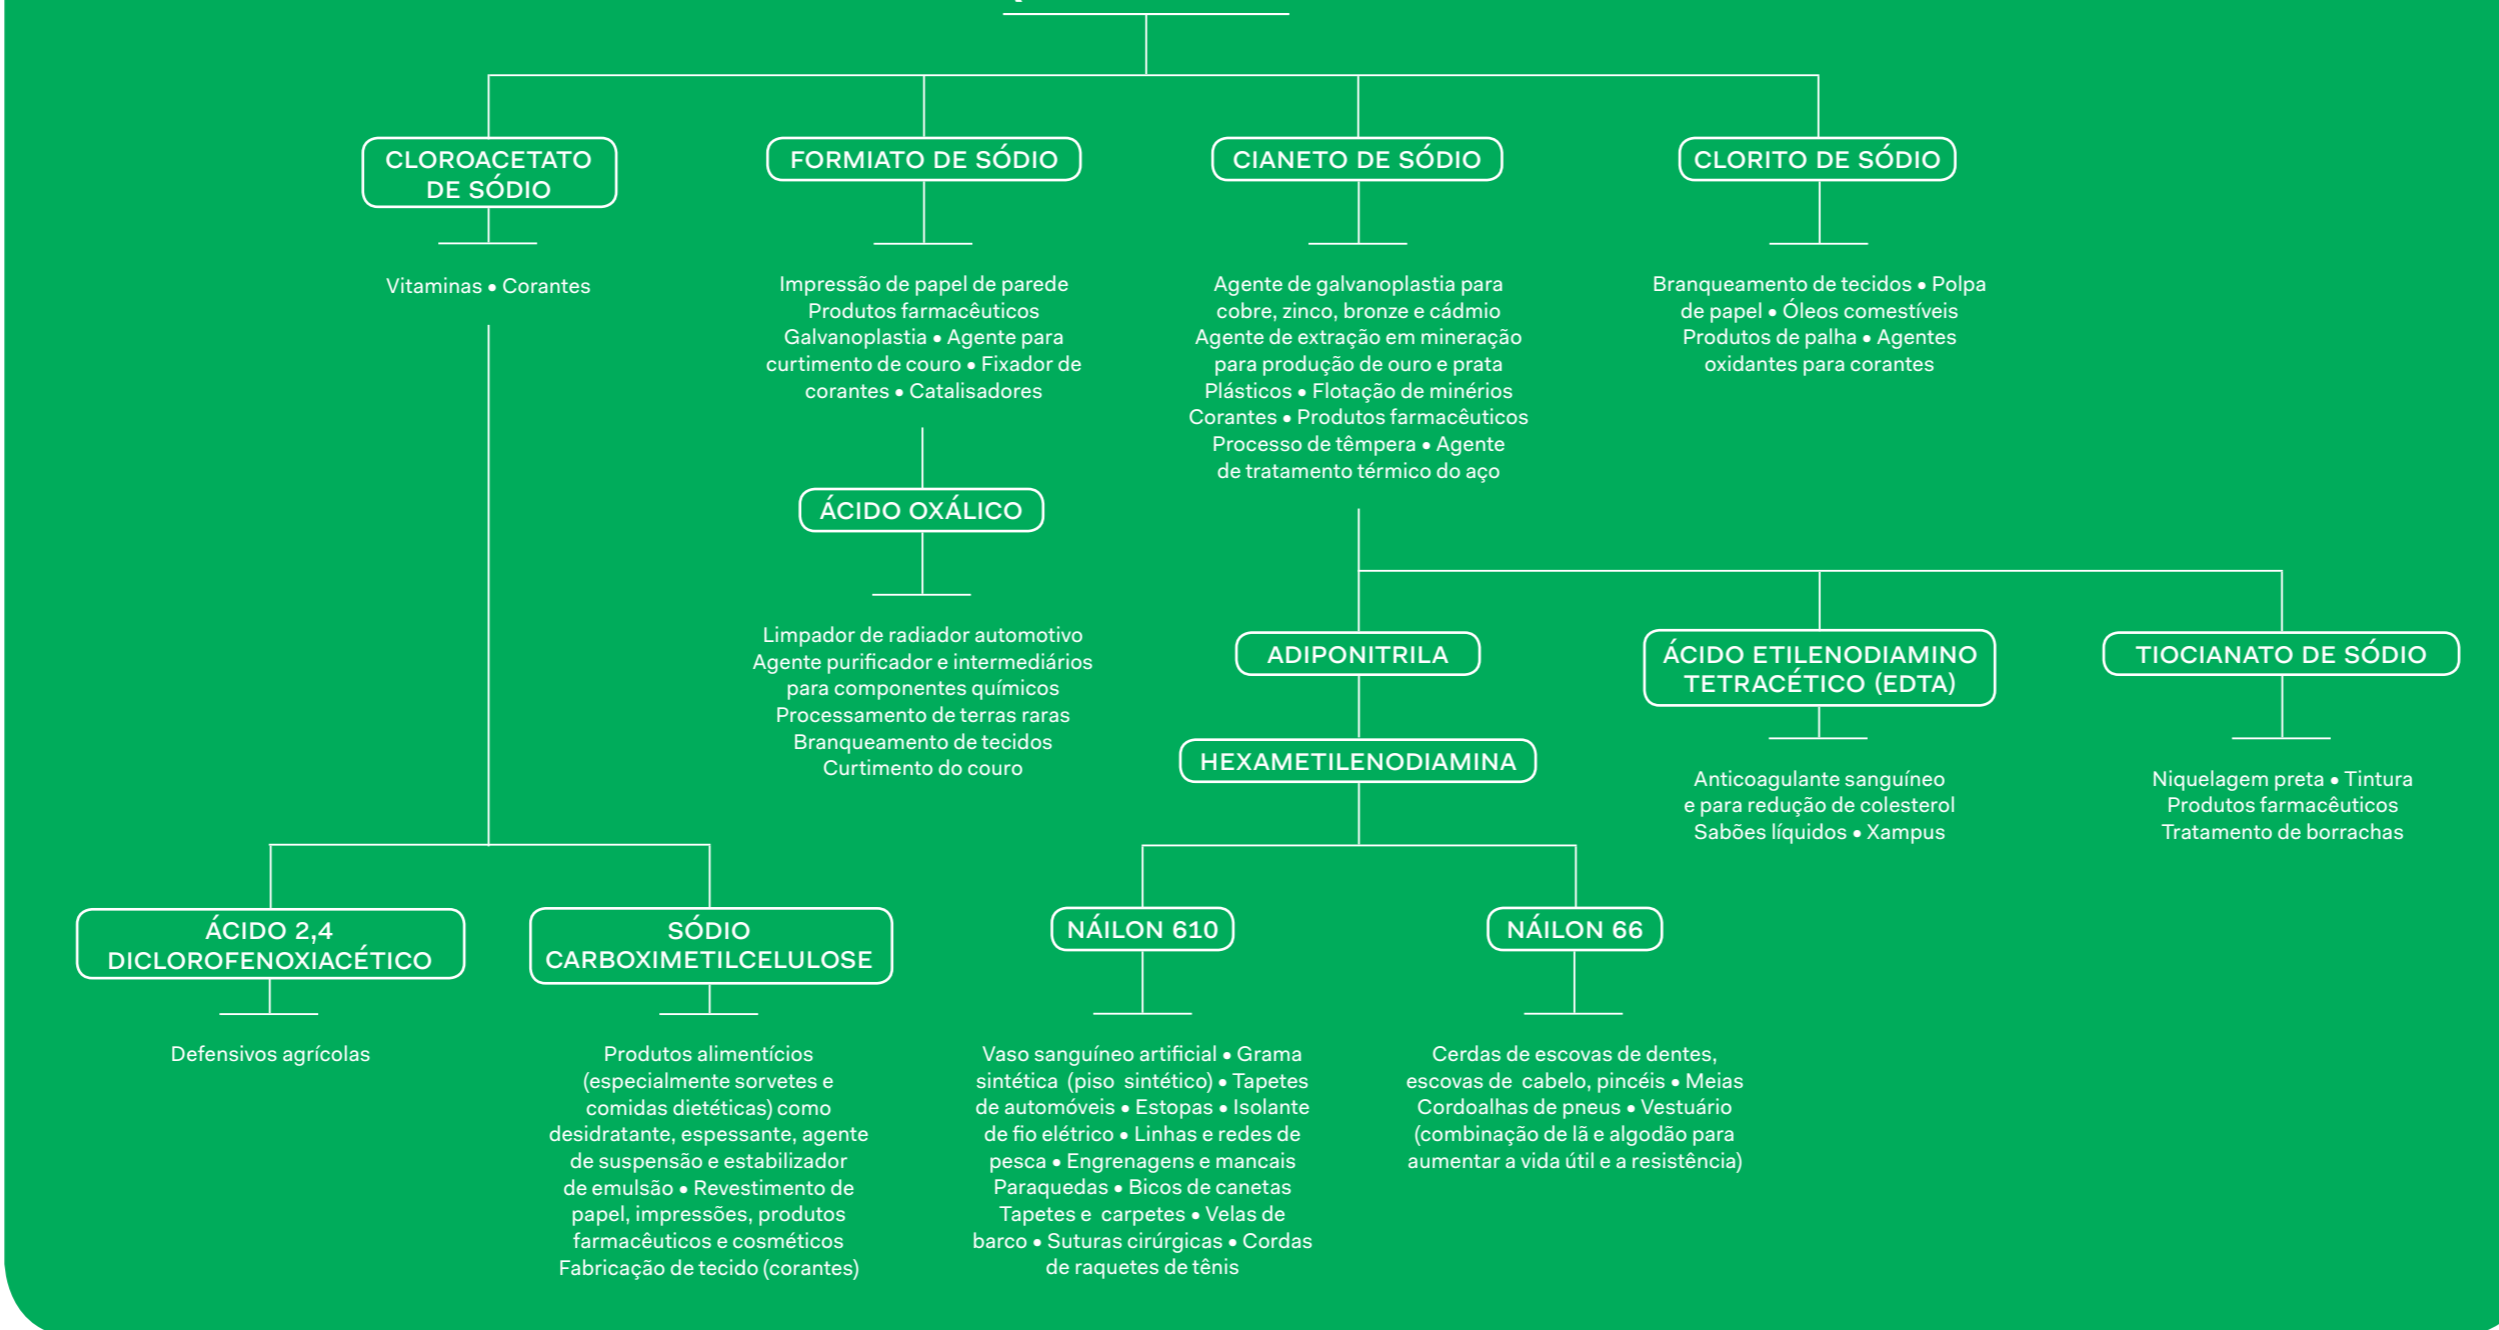 CLOROACETATO
DE SÓDIO
FORMIATO DE SÓDIO
CIANETO DE SÓDIO
CLORITO DE SÓDIO
Vitaminas • Corantes
Impressão de papel de parede
Produtos farmacêuticos
Galvanoplastia • Agente para
curtimento de couro • Fixador de
corantes • Catalisadores
Agente de galvanoplastia para
cobre, zinco, bronze e cádmio
Agente de extração em mineração
para produção de ouro e prata
Plásticos • Flotação de minérios
Corantes • Produtos farmacêuticos
Processo de têmpera • Agente
de tratamento térmico do aço
Branqueamento de tecidos • Polpa
de papel • Óleos comestíveis
Produtos de palha • Agentes
oxidantes para corantes
ÁCIDO OXÁLICO
Limpador de radiador automotivo
Agente purificador e intermediários
para componentes químicos
Processamento de terras raras
Branqueamento de tecidos
Curtimento do couro
ADIPONITRILA
ÁCIDO ETILENODIAMINO
TETRACÉTICO (EDTA)
TIOCIANATO DE SÓDIO
HEXAMETILENODIAMINA
Anticoagulante sanguíneo
e para redução de colesterol
Sabões líquidos • Xampus
Niquelagem preta • Tintura
Produtos farmacêuticos
Tratamento de borrachas
ÁCIDO 2,4
DICLOROFENOXIACÉTICO
SÓDIO
CARBOXIMETILCELULOSE
NÁILON 610
NÁILON 66
Defensivos agrícolas
Produtos alimentícios
(especialmente sorvetes e
comidas dietéticas) como
desidratante, espessante, agente
de suspensão e estabilizador
de emulsão • Revestimento de
papel, impressões, produtos
farmacêuticos e cosméticos
Fabricação de tecido (corantes)
Vaso sanguíneo artificial • Grama
sintética (piso sintético) • Tapetes
de automóveis • Estopas • Isolante
de fio elétrico • Linhas e redes de
pesca • Engrenagens e mancais
Paraquedas • Bicos de canetas
Tapetes e carpetes • Velas de
barco • Suturas cirúrgicas • Cordas
de raquetes de tênis
Cerdas de escovas de dentes,
escovas de cabelo, pincéis • Meias
Cordoalhas de pneus • Vestuário
(combinação de lã e algodão para
aumentar a vida útil e a resistência)